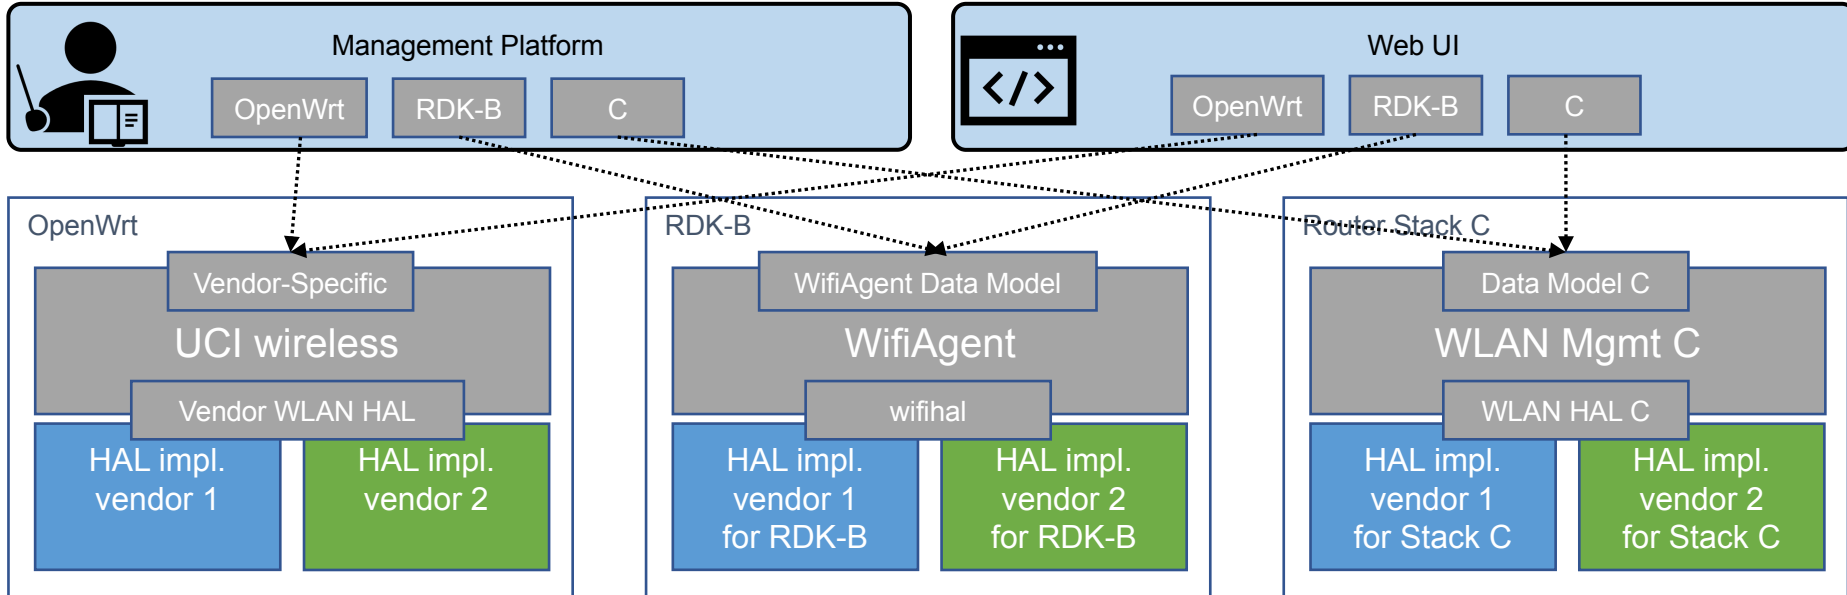 Management Platform
OpenWrt
RDK-B
C
Web UI
</>
OpenWrt
RDK-B
C
OpenWrt
Vendor-Specific
UCI wireless
Vendor WLAN HAL
HAL impl.
vendor 1
HAL impl.
vendor 2
RDK-B
WifiAgent Data Model
WifiAgent
wifihal
HAL impl.
vendor 1
for RDK-B
HAL impl.
vendor 2
for RDK-B
Router Stack C
Data Model C
WLAN Mgmt C
WLAN HAL C
HAL impl.
vendor 1
for Stack C
HAL impl.
vendor 2
for Stack C